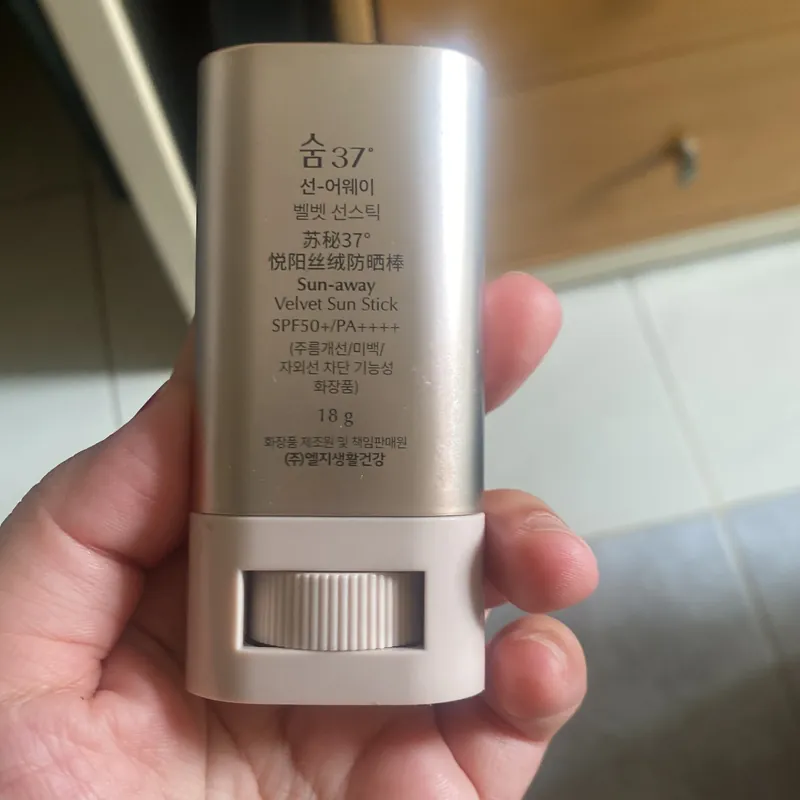 숨 37°
선-어웨이
벨벳 선스틱
苏秘37°
悦阳丝绒防晒棒
Sun-away
Velvet Sun Stick
SPF50+/PA++++
(주름개선/미백/
자외선 차단 기능성
화장품)
18 g
화장품 제조원 및 책임판매원
(주)엘지생활건강